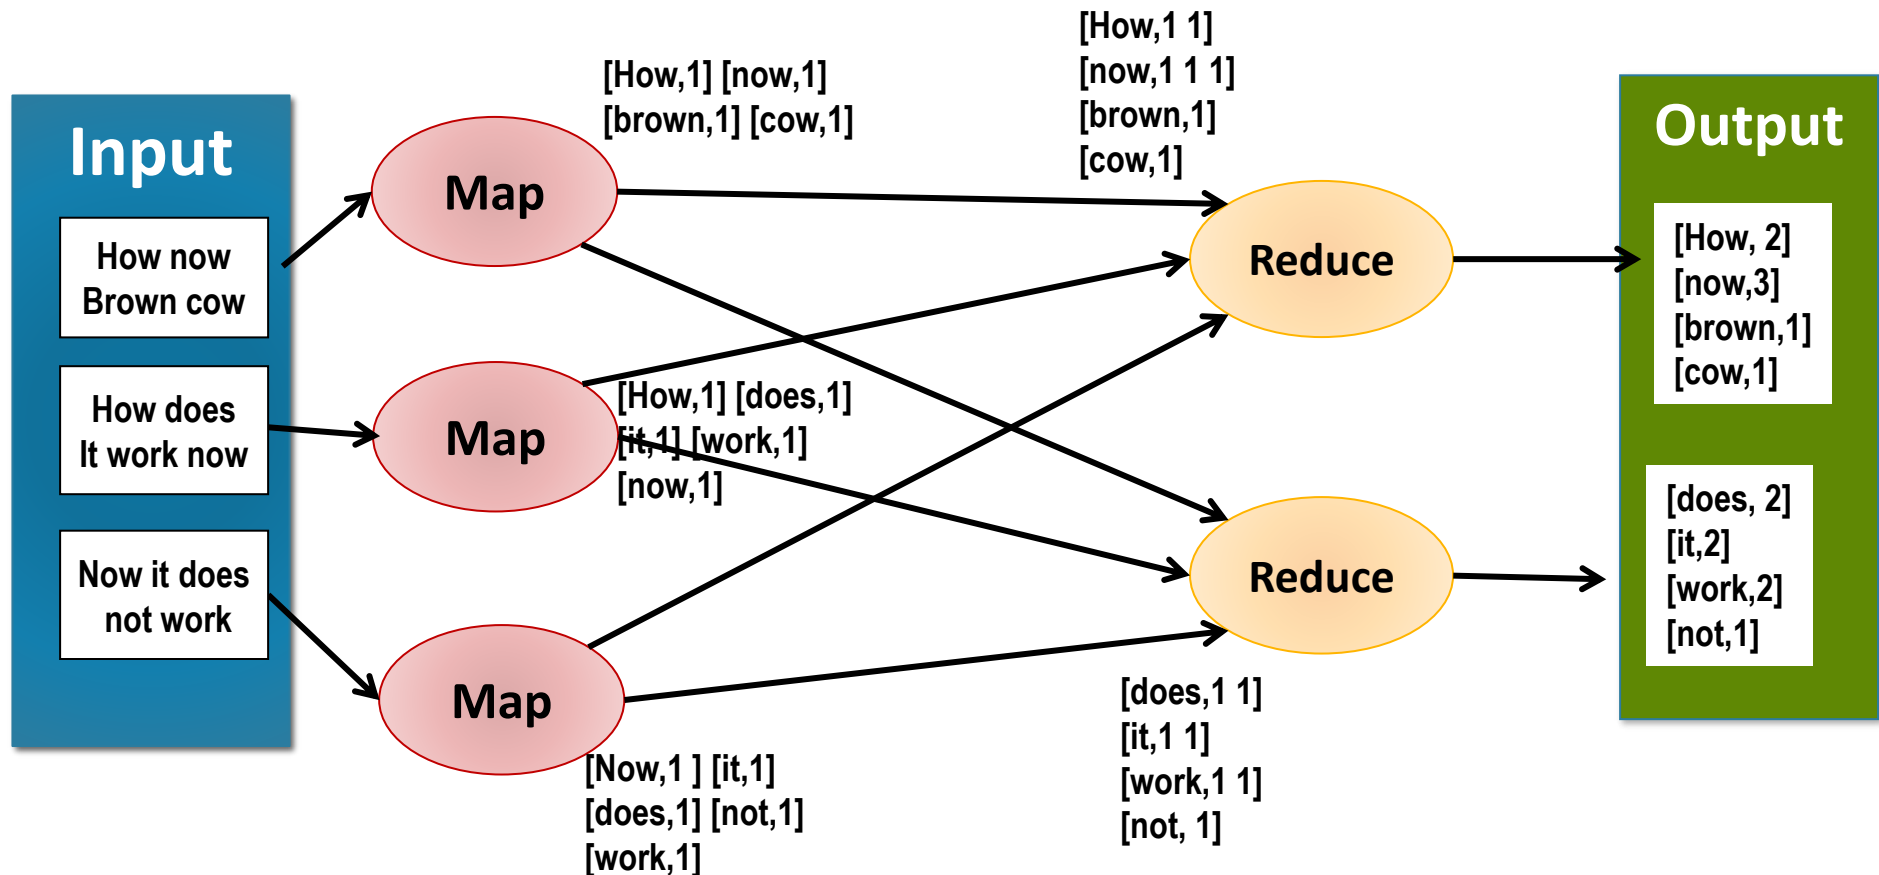 Input
How now
Brown cow
How does
It work now
Now it does
not work
Map
[How,1] [now,1]
[brown,1] [cow,1]
Map
[How,1] [does,1]
[it,1] [work,1]
[now,1]
Map
[Now,1 ] [it,1]
[does,1] [not,1]
[work,1]
[How,1 1]
[now,1 1 1]
[brown,1]
[cow,1]
Reduce
Reduce
[does,1 1]
[it,1 1]
[work,1 1]
[not, 1]
Output
[How, 2]
[now,3]
[brown,1]
[cow,1]
[does, 2]
[it,2]
[work,2]
[not,1]